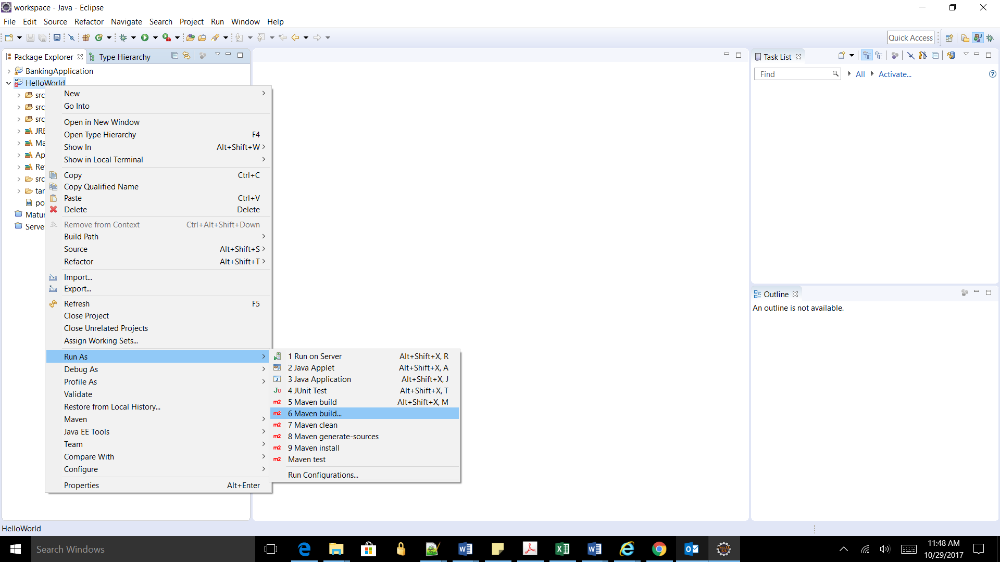 workspace - Java - Eclipse
File Edit Source Refactor Navigate Search Project Run Window Help
Quick Access
Package Explorer Type Hierarchy
BankingApplication
HelloWorld
src
src
src
JRE
Ma
Ap
Re
src
tar
po
Matur
Serve
New
Go Into
Open in New Window
Open Type Hierarchy F4
Show In Alt+Shift+W
Show in Local Terminal
Copy Ctrl+C
Copy Qualified Name
Paste Ctrl+V
Delete Delete
Remove from Context Ctrl+Alt+Shift+Down
Build Path
Source Alt+Shift+S
Refactor Alt+Shift+T
Import...
Export...
Refresh F5
Close Project
Close Unrelated Projects
Assign Working Sets...
Run As
Debug As
Profile As
Validate
Restore from Local History...
Maven
Java EE Tools
Team
Compare With
Configure
Properties Alt+Enter
1 Run on Server Alt+Shift+X, R
2 Java Applet Alt+Shift+X, A
3 Java Application Alt+Shift+X, J
4 JUnit Test Alt+Shift+X, T
5 Maven build Alt+Shift+X, M
6 Maven build...
7 Maven clean
8 Maven generate-sources
9 Maven install
Maven test
Run Configurations...
Task List
Find All Activate...
Outline
An outline is not available.
HelloWorld
Search Windows
11:48 AM
10/29/2017